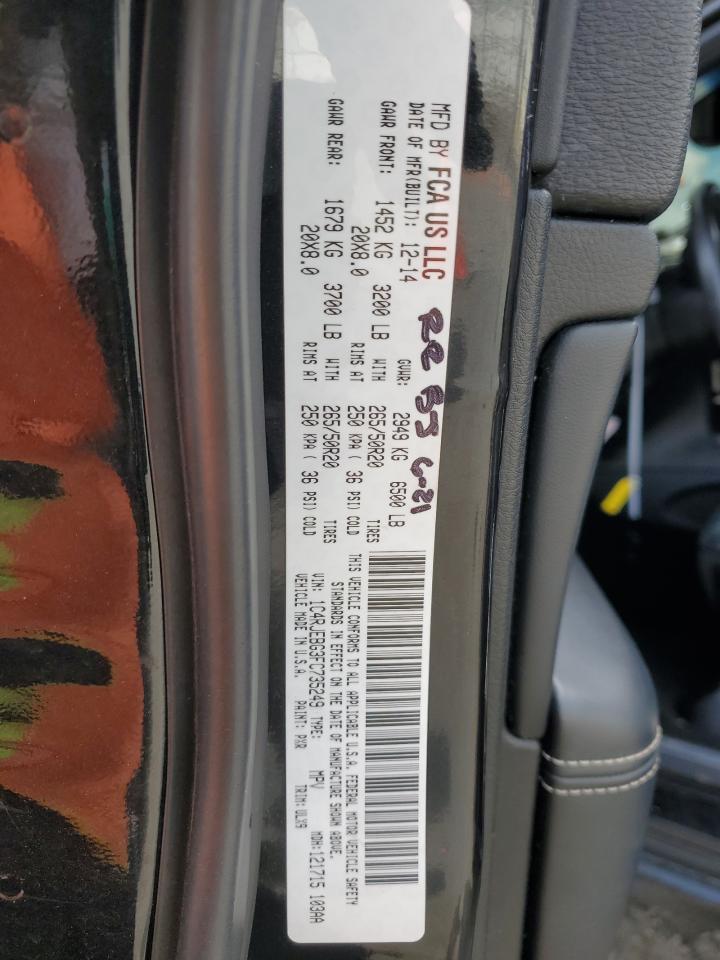 MFD BY FCA US LLC
DATE OF MFR(BUILT): 12-14 GVWR: 2949 KG 6500 LB
GAWR FRONT: 1452 KG 3200 LB WITH 265/50R20 TIRES
20X8.0 RIMS AT 250 KPA ( 36 PSI) COLD
GAWR REAR: 1679 KG 3700 LB WITH 265/50R20 TIRES
20X8.0 RIMS AT 250 KPA ( 36 PSI) COLD
RR BJ 6-21
THIS VEHICLE CONFORMS TO ALL APPLICABLE U.S.A. FEDERAL MOTOR VEHICLE SAFETY
STANDARDS IN EFFECT ON THE DATE OF MANUFACTURE SHOWN ABOVE.
VIN: 1C4RJEBG3FC735249 TYPE: MPV MDH:121715 103AA
VEHICLE MADE IN U.S.A. PAINT: PXR TRIM: ULX9